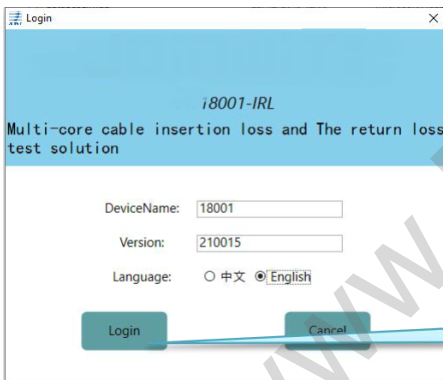 Login
18001-IRL
Multi-core cable insertion loss and The return loss
test solution
DeviceName: 18001
Version: 210015
Language: 中文 English
Login Cancel